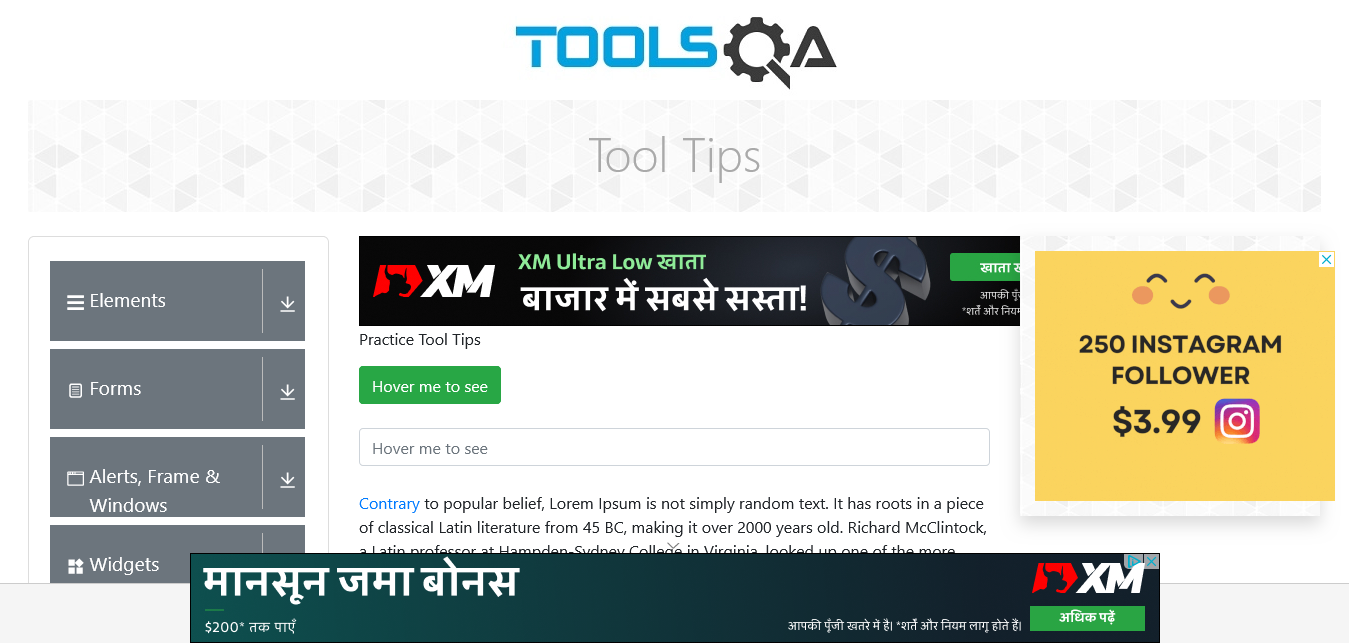 TOOLSQA
Tool Tips
Elements
Forms
Alerts, Frame &
Windows
Widgets
XM
XM Ultra Low खाता
बाजार में सबसे सस्ता!
खाता
आपकी
*शर्तें और नियम
Practice Tool Tips
Hover me to see
Hover me to see
Contrary to popular belief, Lorem Ipsum is not simply random text. It has roots in a piece
of classical Latin literature from 45 BC, making it over 2000 years old. Richard McClintock,
a Latin professor at Hampden-Sydney College in Virginia, looked up one of the more
250 INSTAGRAM
FOLLOWER
$3.99
मानसून जमा बोनस
$200* तक पाएँ
आपकी पूँजी खतरे में है। *शर्तें और नियम लागू होते हैं।
XM
अधिक पढ़ें